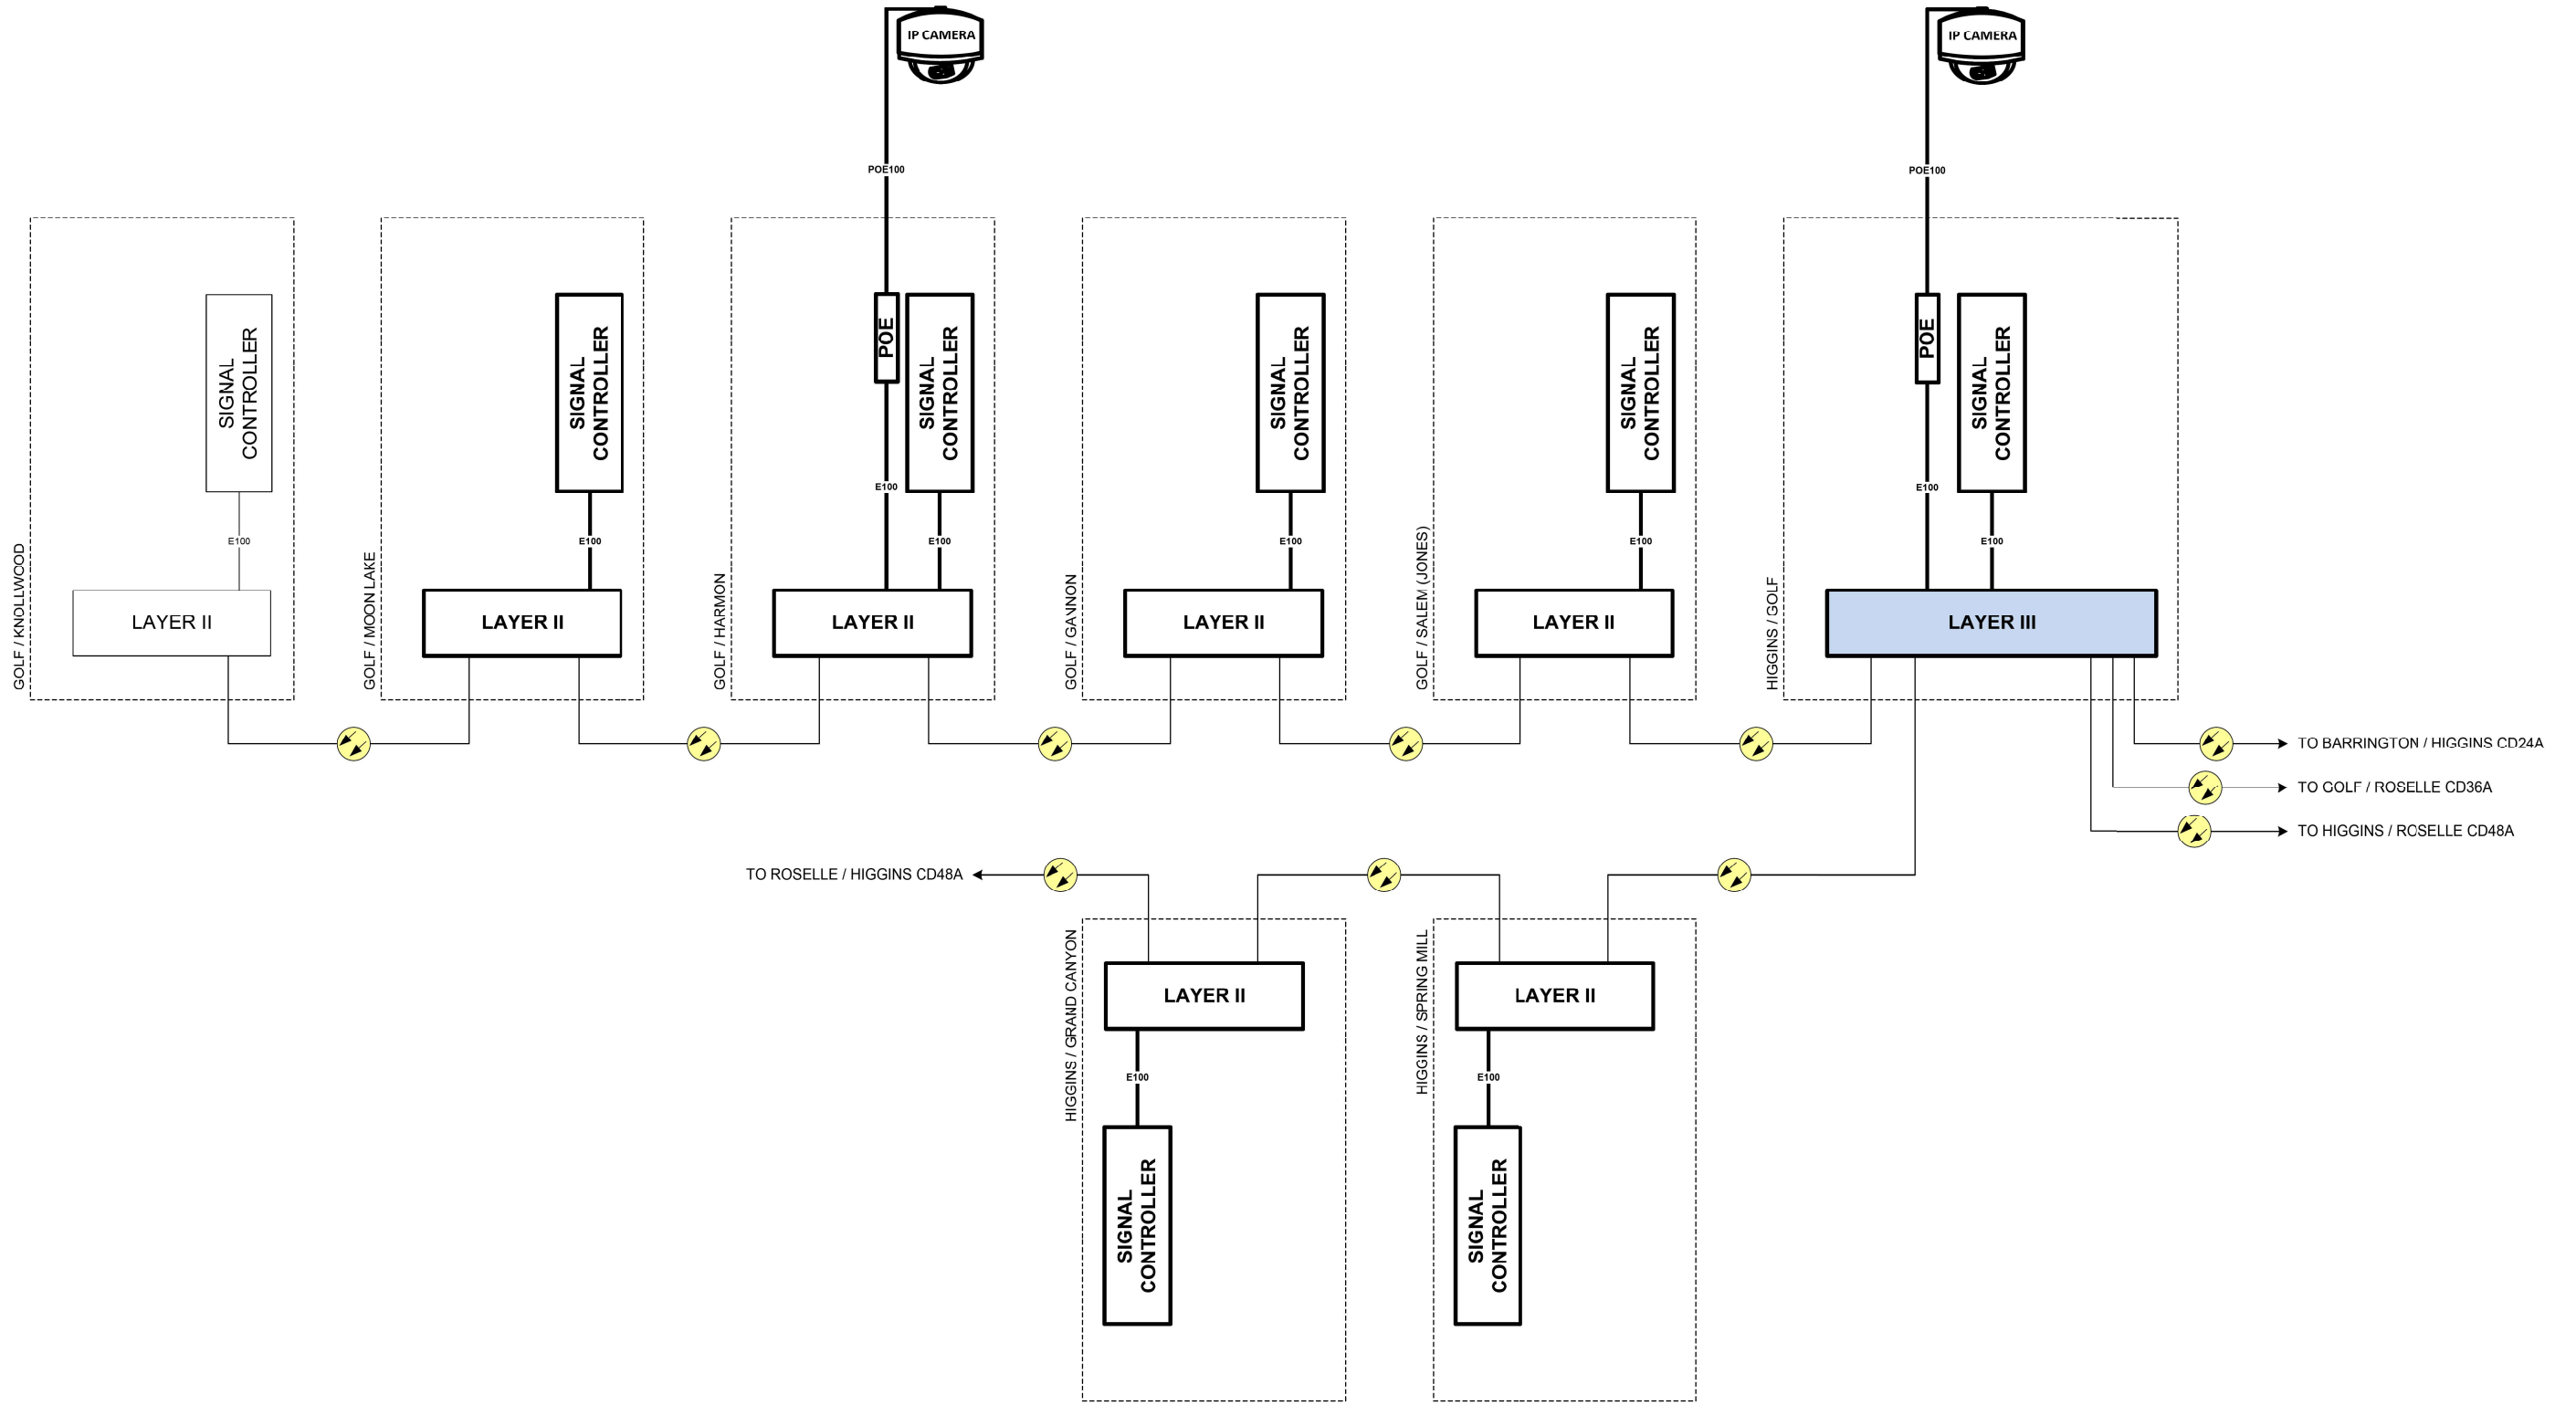 IP CAMERA
IP CAMERA
POE100
POE100
GOLF / KNOLLWOOD
SIGNAL
CONTROLLER
E100
LAYER II
GOLF / MOON LAKE
SIGNAL
CONTROLLER
E100
LAYER II
GOLF / HARMON
POE
E100
SIGNAL
CONTROLLER
E100
LAYER II
GOLF / GANNON
SIGNAL
CONTROLLER
E100
LAYER II
GOLF / SALEM (JONES)
SIGNAL
CONTROLLER
E100
LAYER II
HIGGINS / GOLF
POE
E100
SIGNAL
CONTROLLER
E100
LAYER III
TO BARRINGTON / HIGGINS CD24A
TO GOLF / ROSELLE CD36A
TO HIGGINS / ROSELLE CD48A
TO ROSELLE / HIGGINS CD48A
HIGGINS / GRAND CANYON
LAYER II
E100
SIGNAL
CONTROLLER
HIGGINS / SPRING MILL
LAYER II
E100
SIGNAL
CONTROLLER